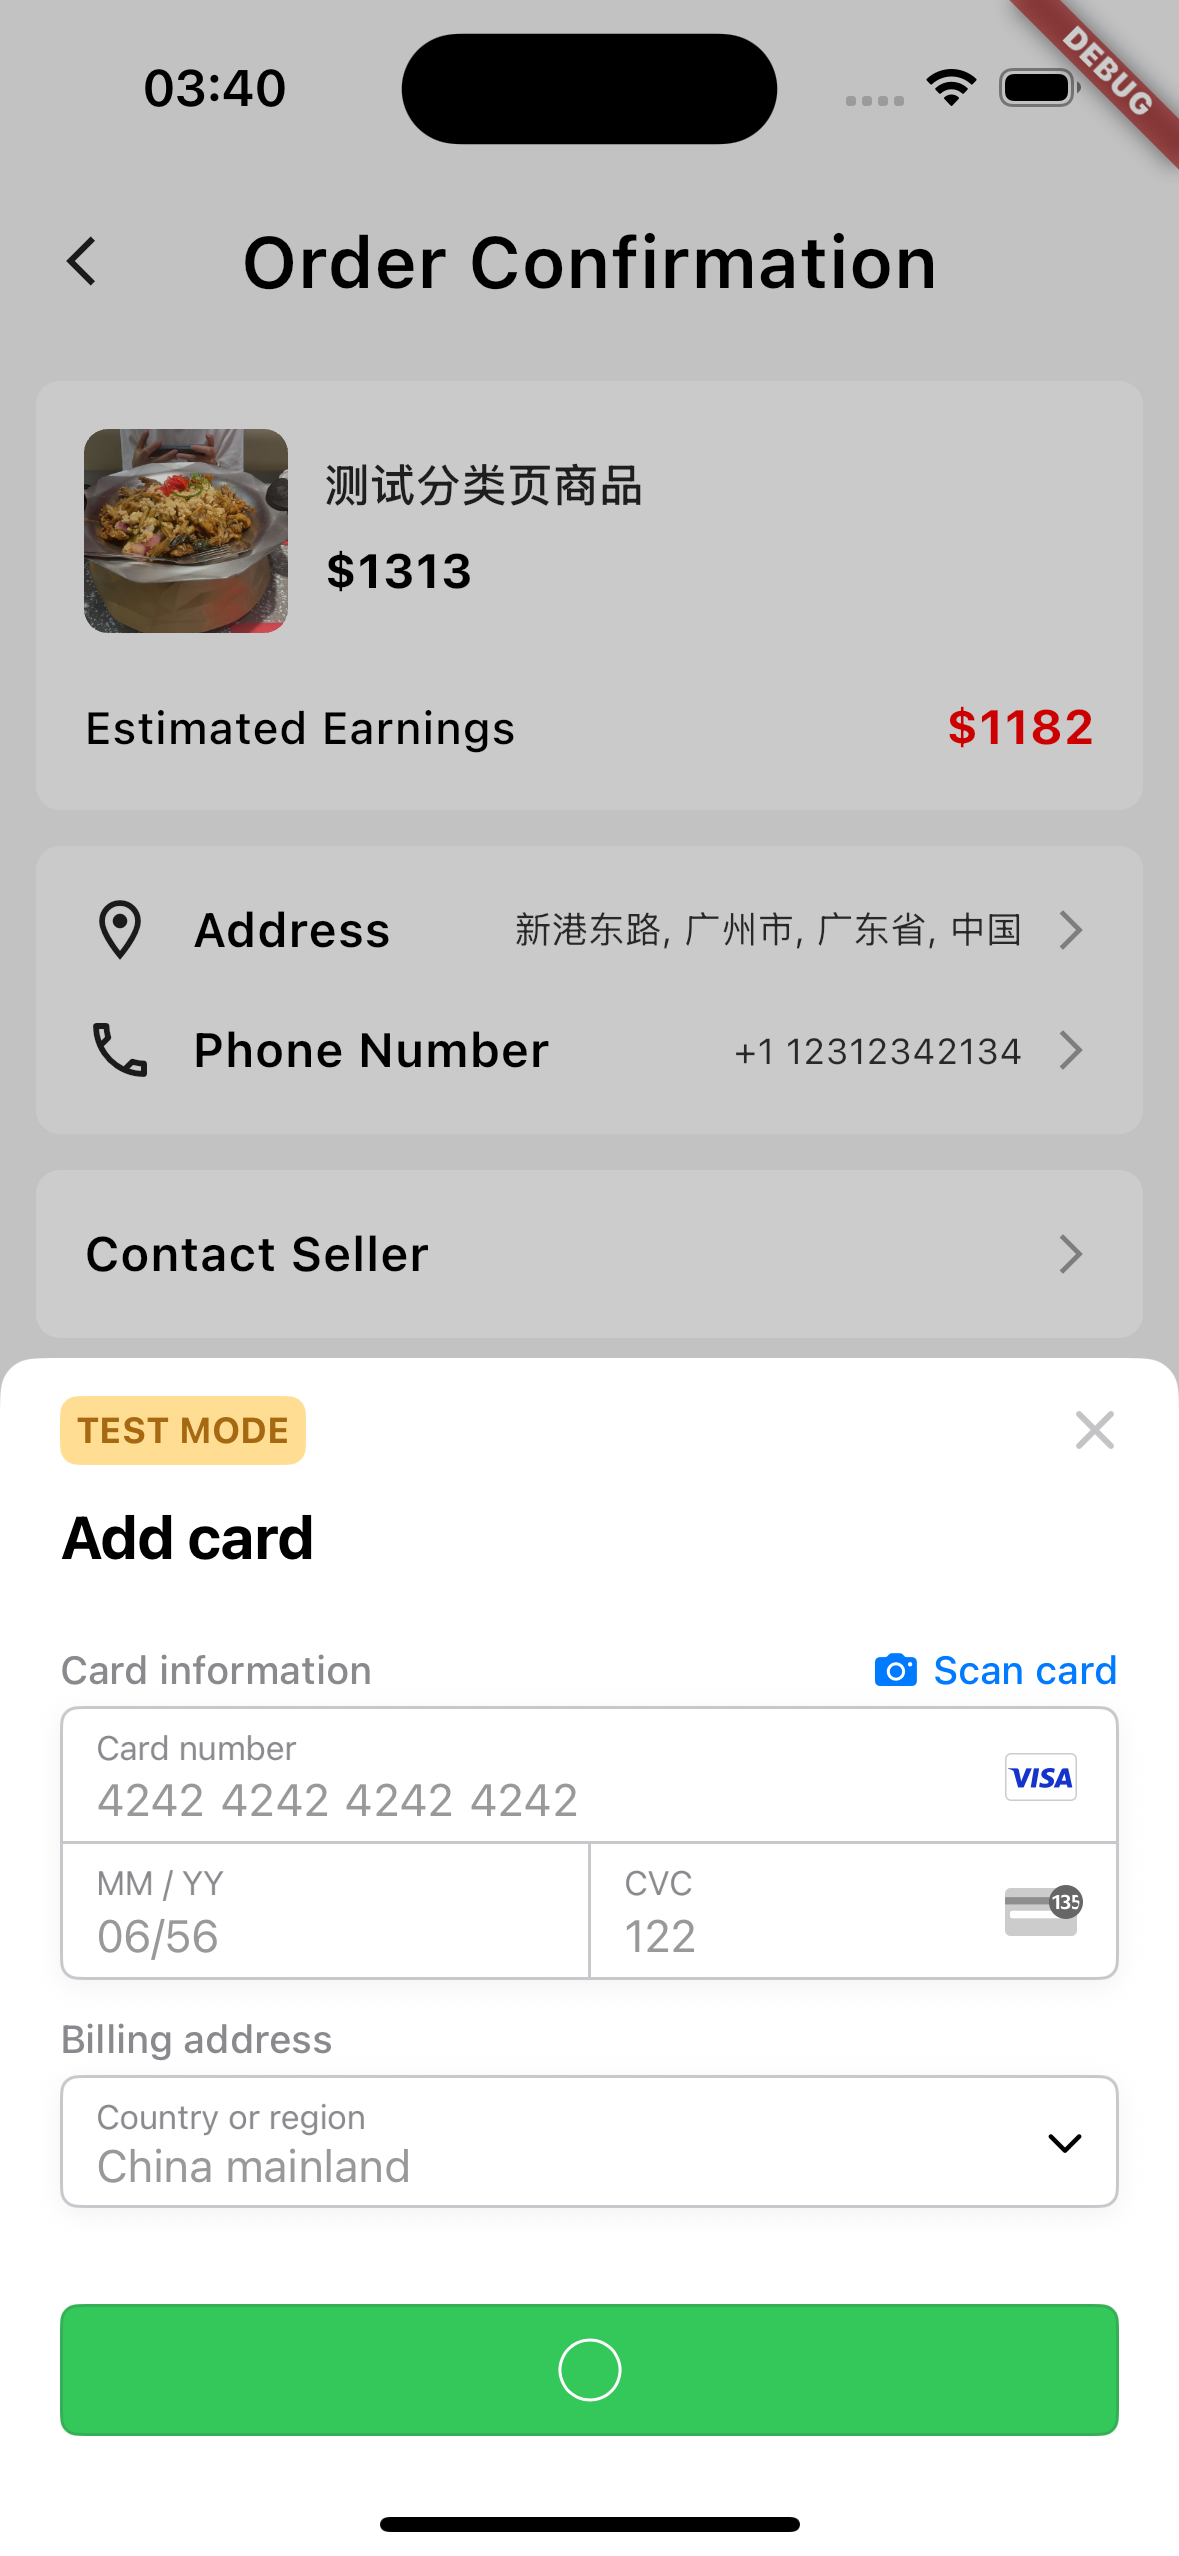 03:40
DEBUG
Order Confirmation
测试分类页商品
$1313
Estimated Earnings $1182
Address 新港东路, 广州市, 广东省, 中国
Phone Number +1 12312342134
Contact Seller
TEST MODE
Add card
Card information Scan card
Card number
4242 4242 4242 4242
VISA
MM / YY
06/56
CVC
122
135
Billing address
Country or region
China mainland